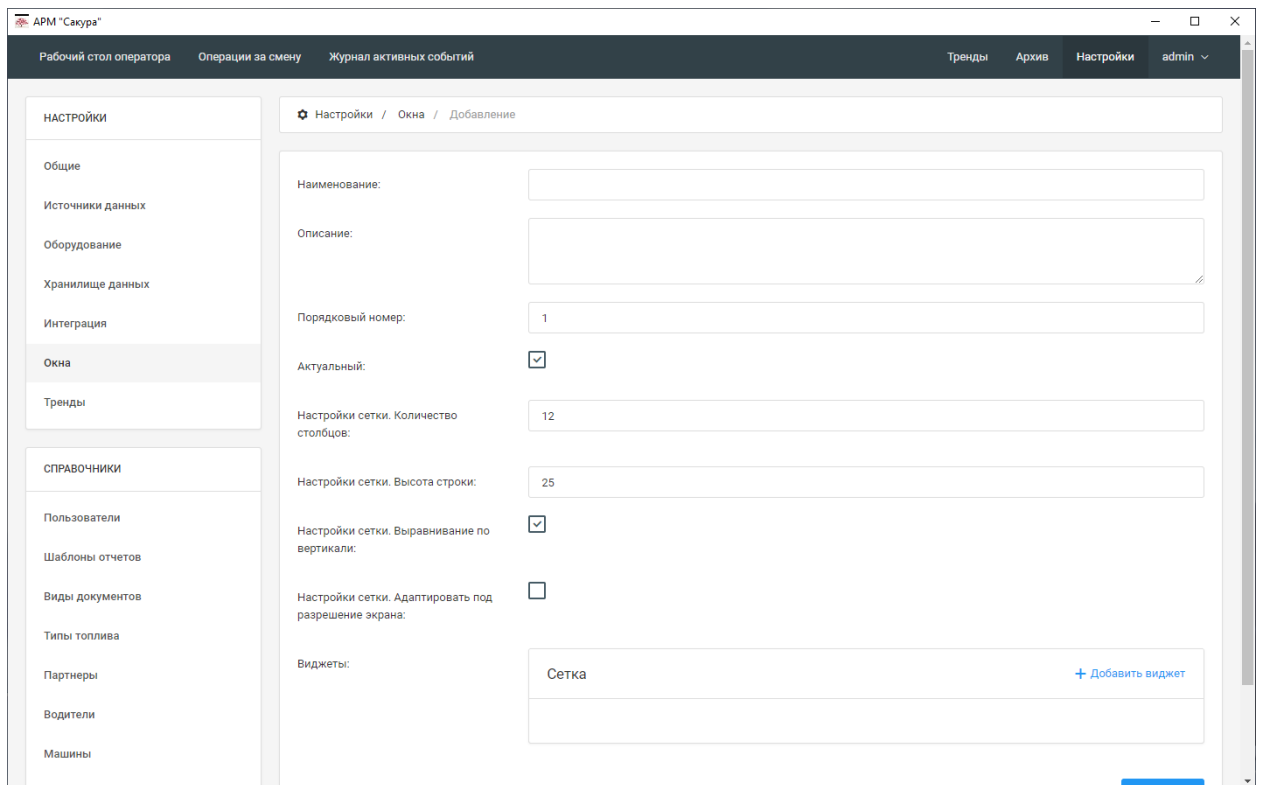 АРМ "Сакура"
Рабочий стол оператора Операции за смену Журнал активных событий Тренды Архив Настройки admin
НАСТРОЙКИ
Общие
Источники данных
Оборудование
Хранилище данных
Интеграция
Окна
Тренды
СПРАВОЧНИКИ
Пользователи
Шаблоны отчетов
Виды документов
Типы топлива
Партнеры
Водители
Машины
Настройки / Окна / Добавление
Наименование:
Описание:
Порядковый номер:
1
Актуальный:
Настройки сетки. Количество
столбцов:
12
Настройки сетки. Высота строки:
25
Настройки сетки. Выравнивание по
вертикали:
Настройки сетки. Адаптировать под
разрешение экрана:
Виджеты:
Сетка
+ Добавить виджет